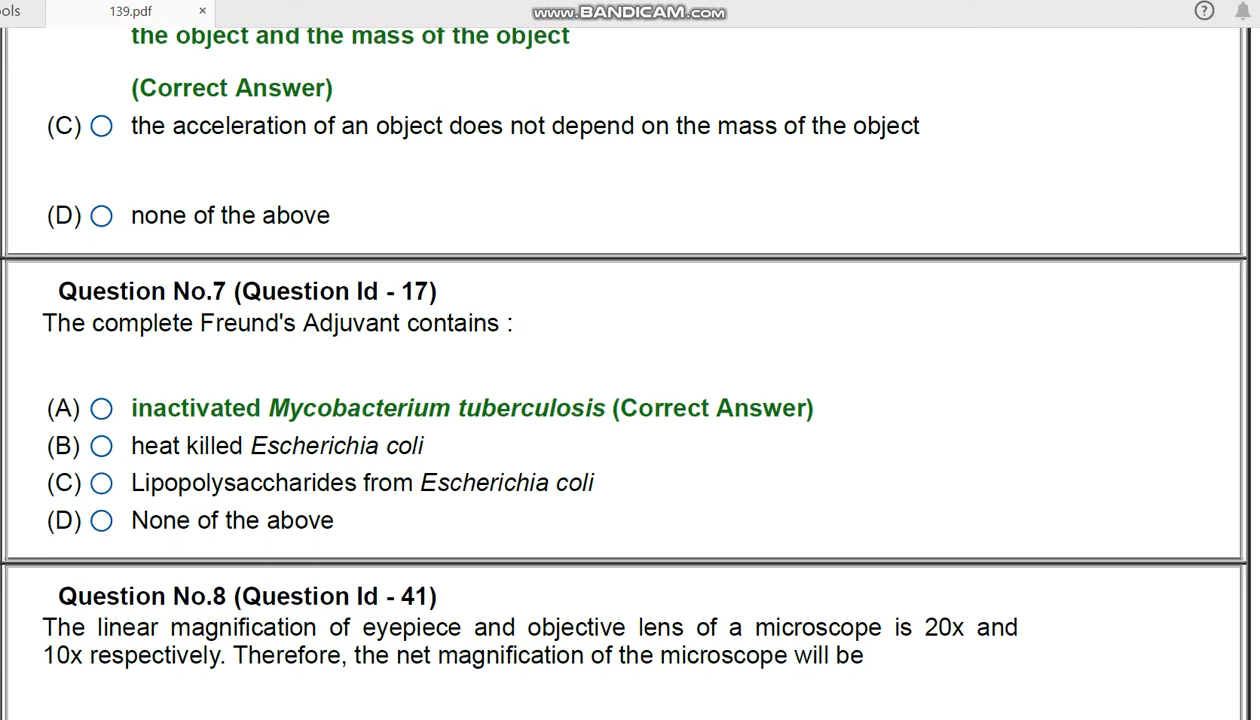 ools
139.pdf ×
www.BANDICAM.com
?
the object and the mass of the object
(Correct Answer)
(C) the acceleration of an object does not depend on the mass of the object
(D) none of the above
Question No.7 (Question Id - 17)
The complete Freund's Adjuvant contains :
(A) inactivated Mycobacterium tuberculosis (Correct Answer)
(B) heat killed Escherichia coli
(C) Lipopolysaccharides from Escherichia coli
(D) None of the above
Question No.8 (Question Id - 41)
The linear magnification of eyepiece and objective lens of a microscope is 20x and
10x respectively. Therefore, the net magnification of the microscope will be